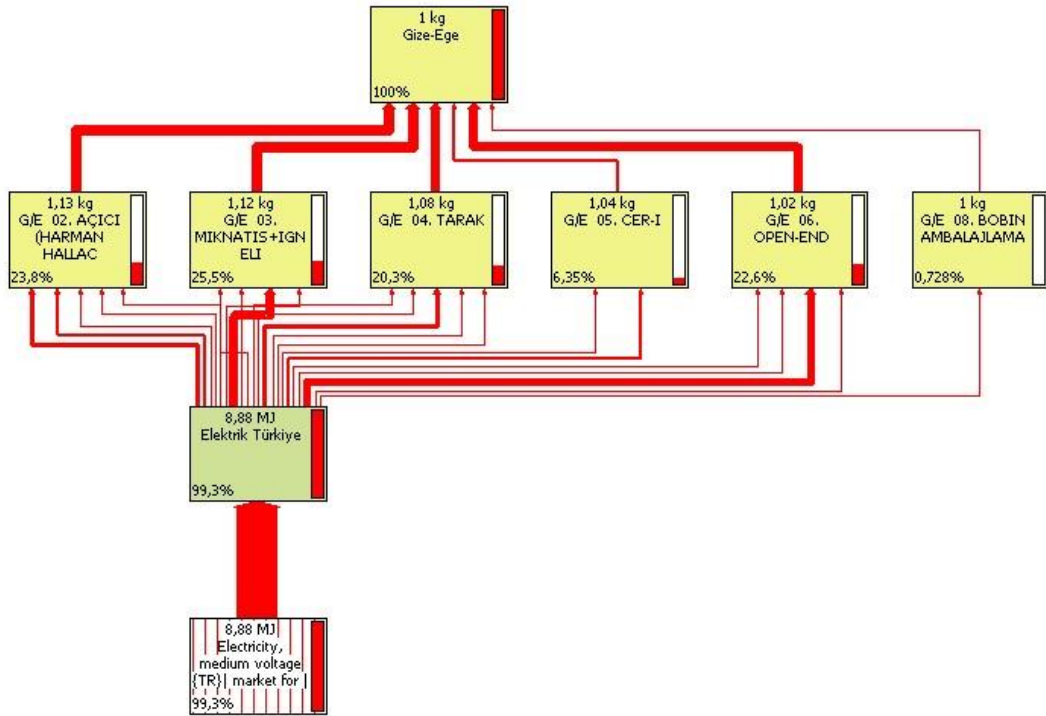 1 kg
Gize-Ege
100%
1,13 kg
G/E 02. AÇICI
(HARMAN
HALLAC
23,8%
1,12 kg
G/E 03.
MIKNATIS+IGN
ELI
25,5%
1,08 kg
G/E 04. TARAK
20,3%
1,04 kg
G/E 05. CER-I
6,35%
1,02 kg
G/E 06.
OPEN-END
22,6%
1 kg
G/E 08. BOBIN
AMBALAJLAMA
0,728%
8,88 MJ
Elektrik Türkiye
99,3%
8,88 MJ
Electricity,
medium voltage
{TR}| market for |
99,3%